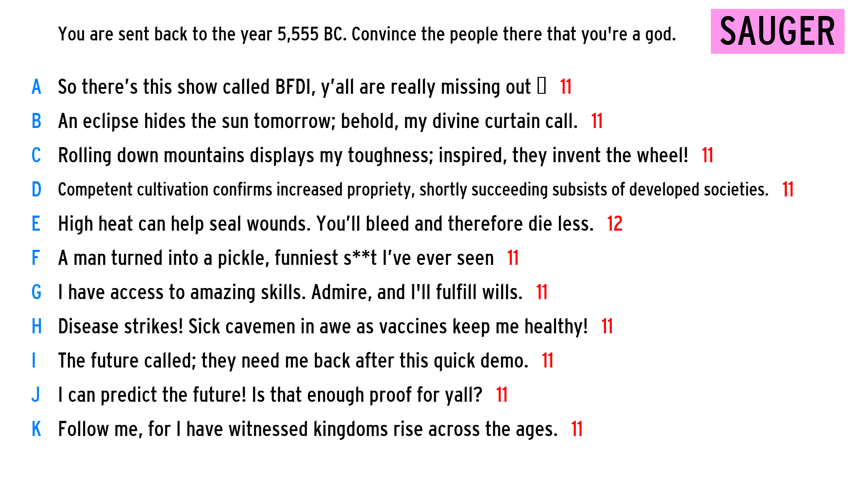 You are sent back to the year 5,555 BC. Convince the people there that you're a god.
SAUGER
A So there’s this show called BFDI, y’all are really missing out 11
B An eclipse hides the sun tomorrow; behold, my divine curtain call. 11
C Rolling down mountains displays my toughness; inspired, they invent the wheel! 11
D Competent cultivation confirms increased propriety, shortly succeeding subsists of developed societies. 11
E High heat can help seal wounds. You’ll bleed and therefore die less. 12
F A man turned into a pickle, funniest s**t I’ve ever seen 11
G I have access to amazing skills. Admire, and I'll fulfill wills. 11
H Disease strikes! Sick cavemen in awe as vaccines keep me healthy! 11
I The future called; they need me back after this quick demo. 11
J I can predict the future! Is that enough proof for yall? 11
K Follow me, for I have witnessed kingdoms rise across the ages. 11